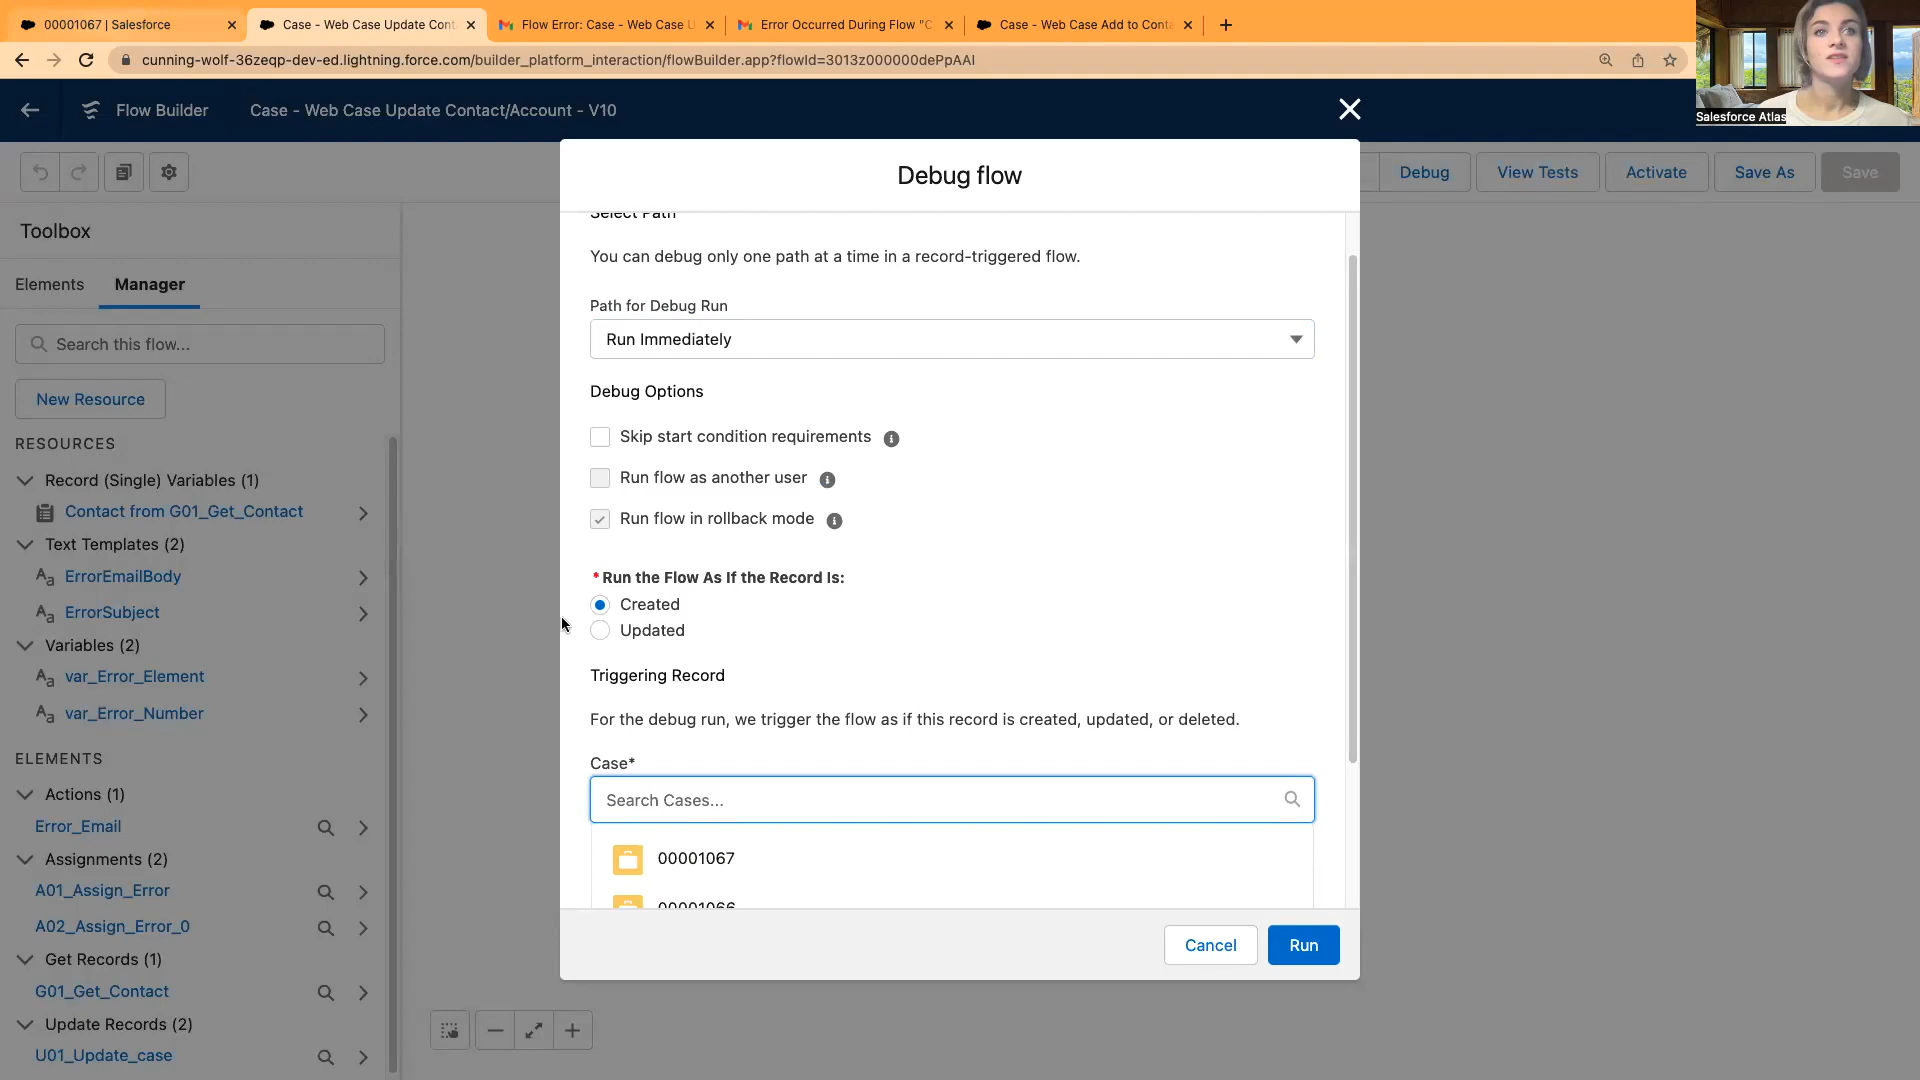 00001067 | Salesforce
Case - Web Case Update Cont
Flow Error: Case - Web Case U
Error Occurred During Flow "C
Case - Web Case Add to Conta
cunning-wolf-36zeqp-dev-ed.lightning.force.com/builder_platform_interaction/flowBuilder.app?flowId=3013z000000dePpAAI
Salesforce Atlas
Flow Builder
Case - Web Case Update Contact/Account - V10
Debug
View Tests
Activate
Save As
Save
Toolbox
Elements
Manager
Search this flow...
New Resource
RESOURCES
Record (Single) Variables (1)
Contact from G01_Get_Contact
Text Templates (2)
ErrorEmailBody
ErrorSubject
Variables (2)
var_Error_Element
var_Error_Number
ELEMENTS
Actions (1)
Error_Email
Assignments (2)
A01_Assign_Error
A02_Assign_Error_0
Get Records (1)
G01_Get_Contact
Update Records (2)
U01_Update_case
Debug flow
Select Path
You can debug only one path at a time in a record-triggered flow.
Path for Debug Run
Run Immediately
Debug Options
Skip start condition requirements
Run flow as another user
Run flow in rollback mode
*Run the Flow As If the Record Is:
Created
Updated
Triggering Record
For the debug run, we trigger the flow as if this record is created, updated, or deleted.
Case*
Search Cases...
00001067
00001066
Cancel
Run